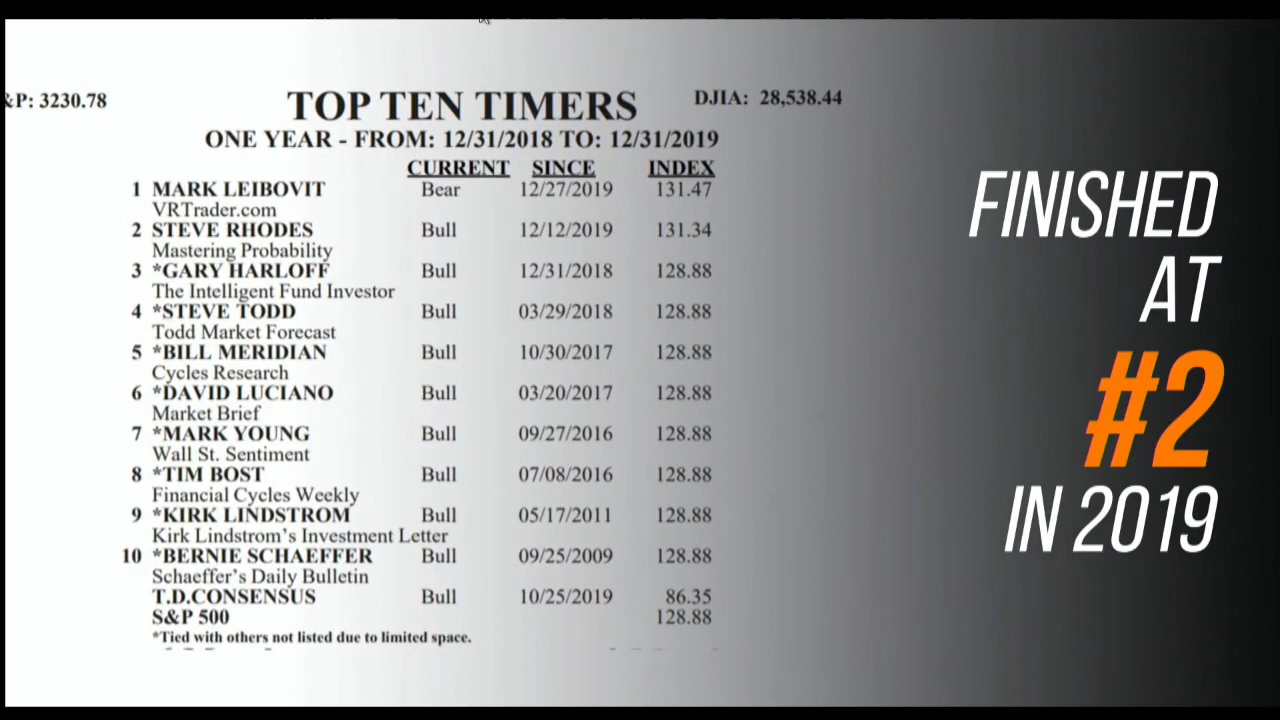 &P: 3230.78
TOP TEN TIMERS
DJIA: 28,538.44
ONE YEAR - FROM: 12/31/2018 TO: 12/31/2019
CURRENT SINCE INDEX
1 MARK LEIBOVIT Bear 12/27/2019 131.47
VRTrader.com
2 STEVE RHODES Bull 12/12/2019 131.34
Mastering Probability
3 *GARY HARLOFF Bull 12/31/2018 128.88
The Intelligent Fund Investor
4 *STEVE TODD Bull 03/29/2018 128.88
Todd Market Forecast
5 *BILL MERIDIAN Bull 10/30/2017 128.88
Cycles Research
6 *DAVID LUCIANO Bull 03/20/2017 128.88
Market Brief
7 *MARK YOUNG Bull 09/27/2016 128.88
Wall St. Sentiment
8 *TIM BOST Bull 07/08/2016 128.88
Financial Cycles Weekly
9 *KIRK LINDSTROM Bull 05/17/2011 128.88
Kirk Lindstrom's Investment Letter
10 *BERNIE SCHAEFFER Bull 09/25/2009 128.88
Schaeffer's Daily Bulletin
T.D.CONSENSUS Bull 10/25/2019 86.35
S&P 500 128.88
*Tied with others not listed due to limited space.
FINISHED
AT
#2
IN 2019